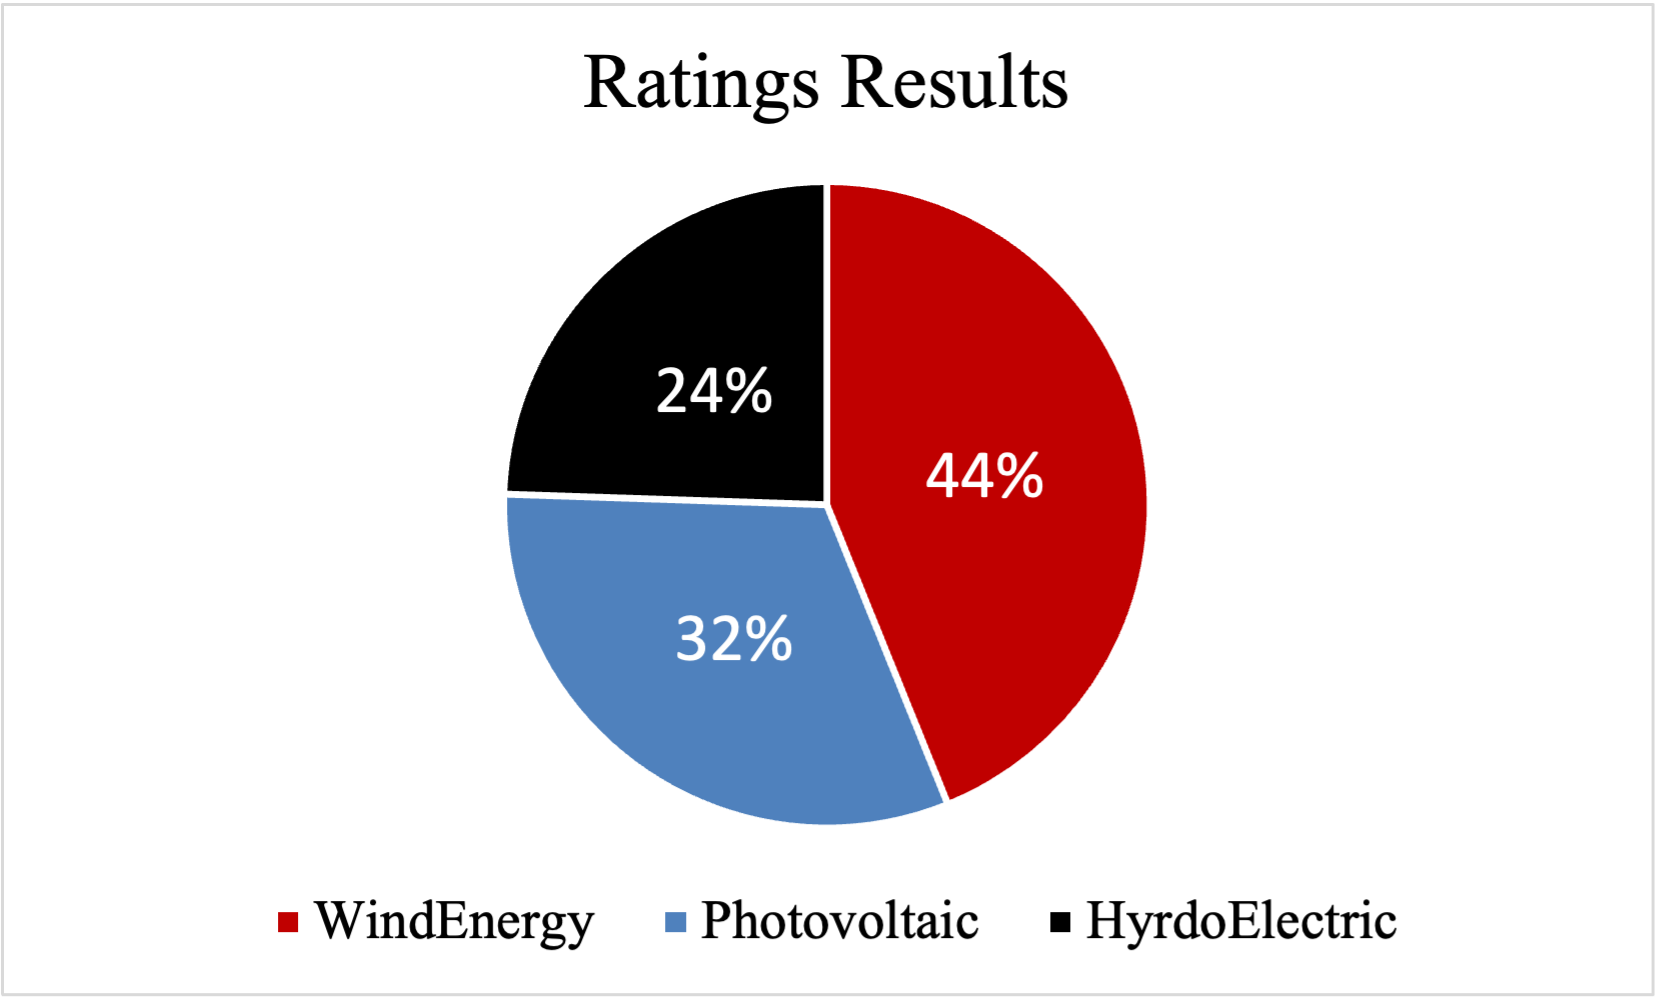 Ratings Results
24%
44%
32%
WindEnergy Photovoltaic HyrdoElectric